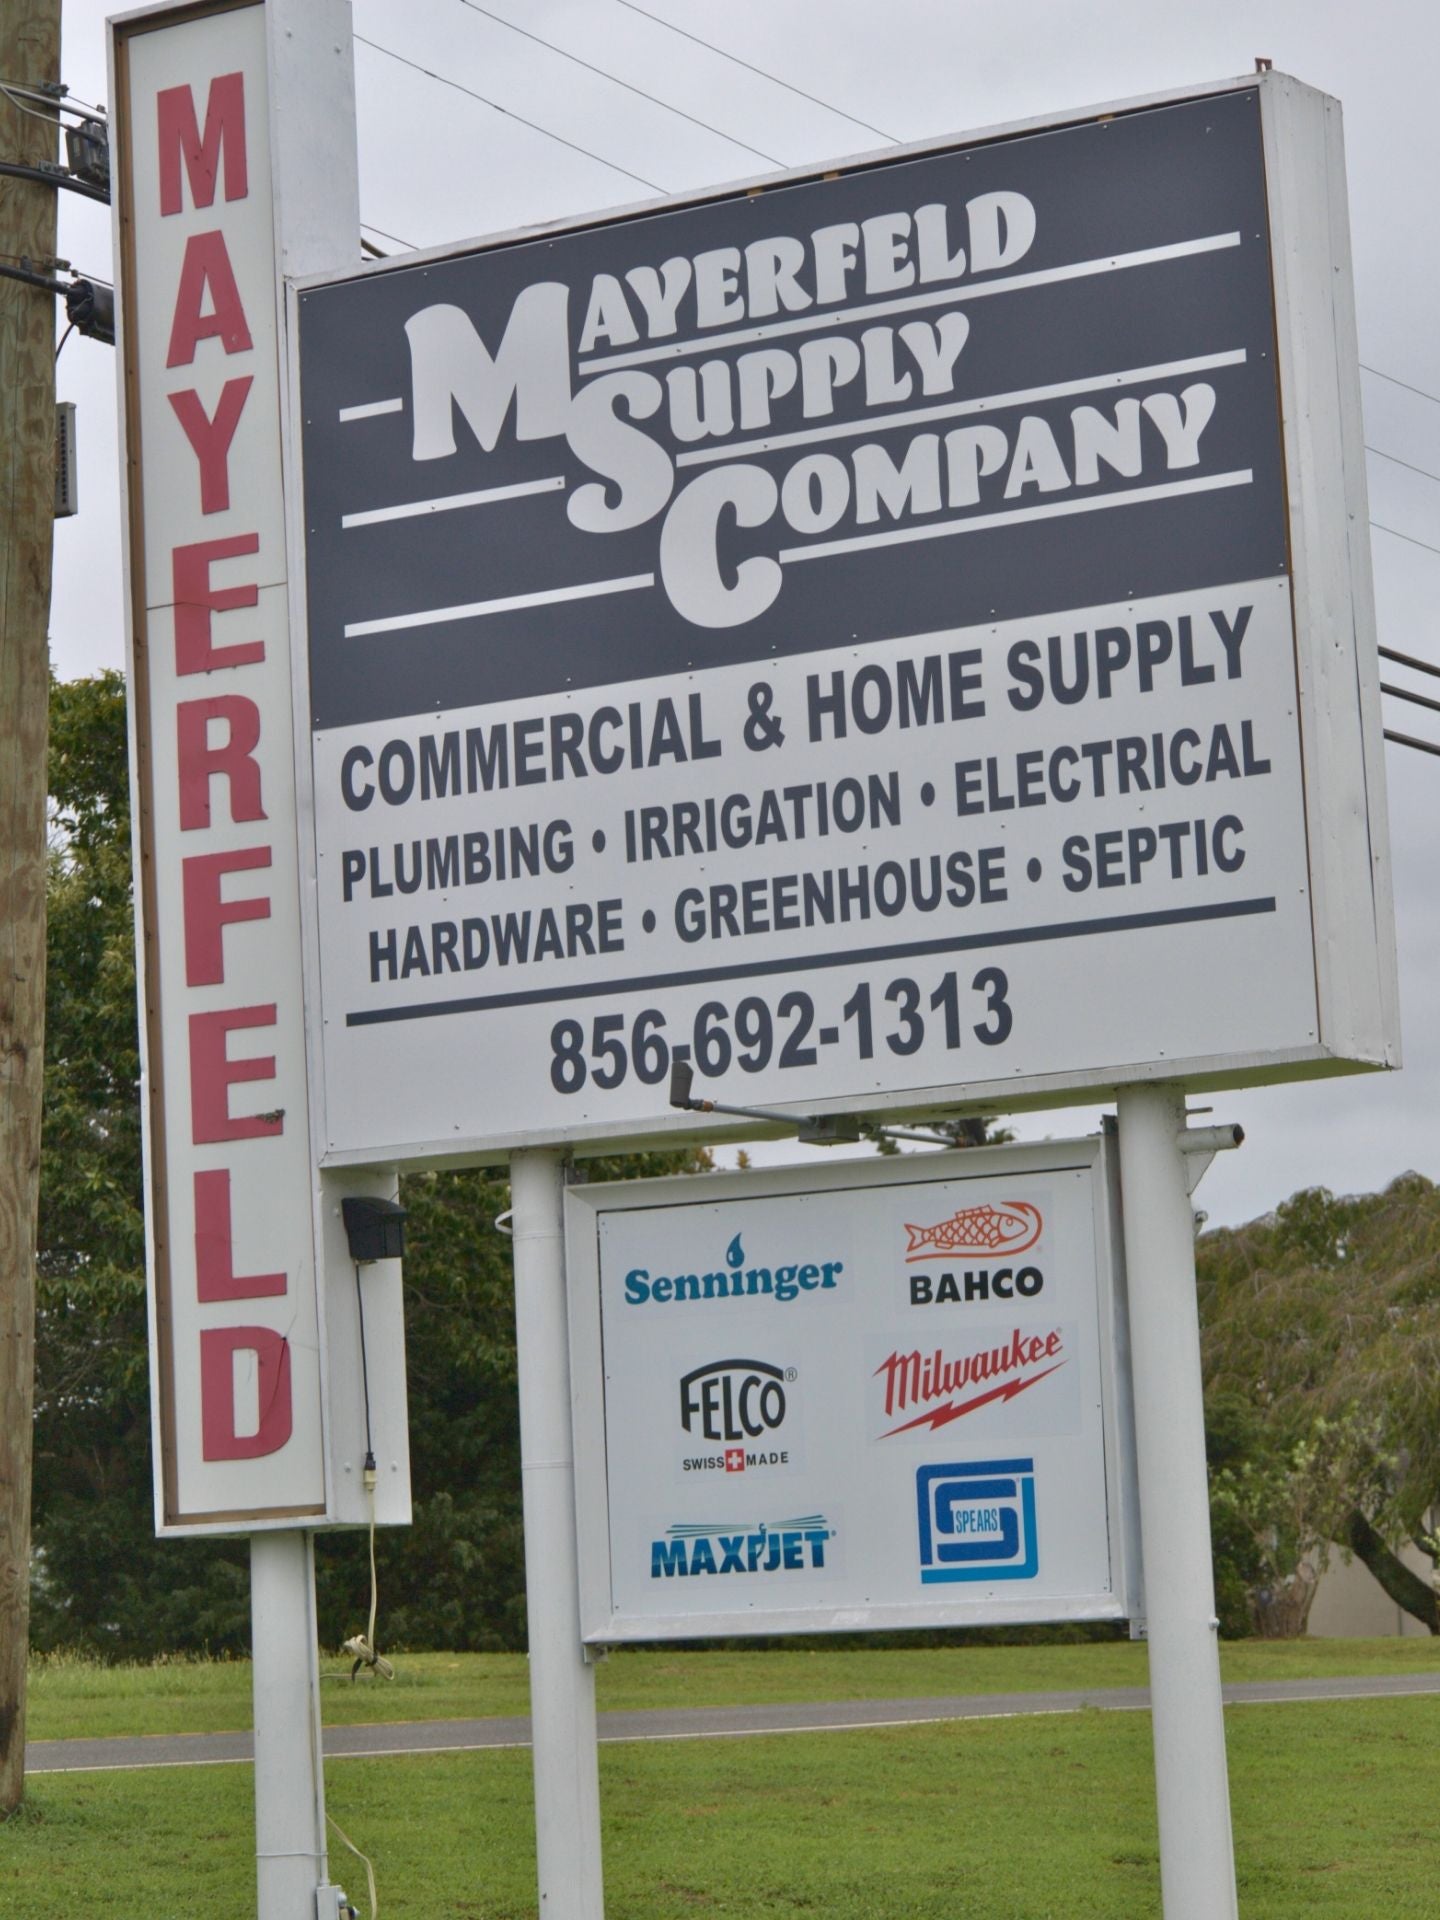 MAYERFELD
MAYERFELD
SUPPLY
COMPANY
COMMERCIAL & HOME SUPPLY
PLUMBING • IRRIGATION • ELECTRICAL
HARDWARE • GREENHOUSE • SEPTIC
856-692-1313
Senninger
BAHCO
FELCO®
SWISS MADE
Milwaukee
MAXIJET
SPEARS